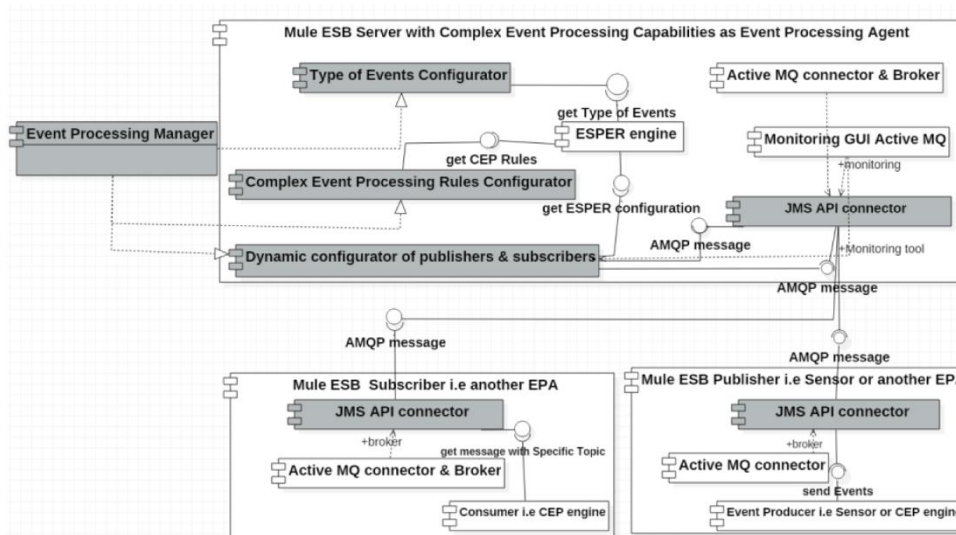 Mule ESB Server with Complex Event Processing Capabilities as Event Processing Agent
Type of Events Configurator
Active MQ connector & Broker
get Type of Events
Event Processing Manager
ESPER engine
Monitoring GUI Active MQ
get CEP Rules
+monitoring
Complex Event Processing Rules Configurator
get ESPER configuration
JMS API connector
AMQP message
+Monitoring tool
Dynamic configurator of publishers & subscribers
AMQP message
AMQP message
AMQP message
Mule ESB Subscriber i.e another EPA
Mule ESB Publisher i.e Sensor or another EP
JMS API connector
JMS API connector
+broker
+broker
get message with Specific Topic
Active MQ connector & Broker
Active MQ connector
send Events
Consumer i.e CEP engine
Event Producer i.e Sensor or CEP engine